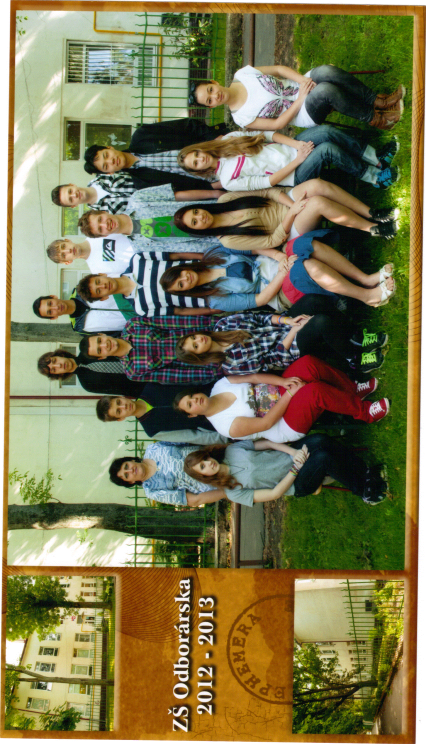 ZŠ Odborárska
2012 - 2013
EPHEMERA